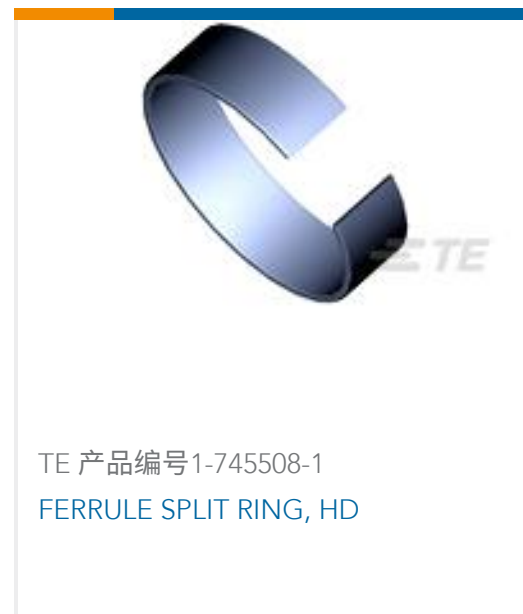 TE
TE 产品编号1-745508-1
FERRULE SPLIT RING, HD